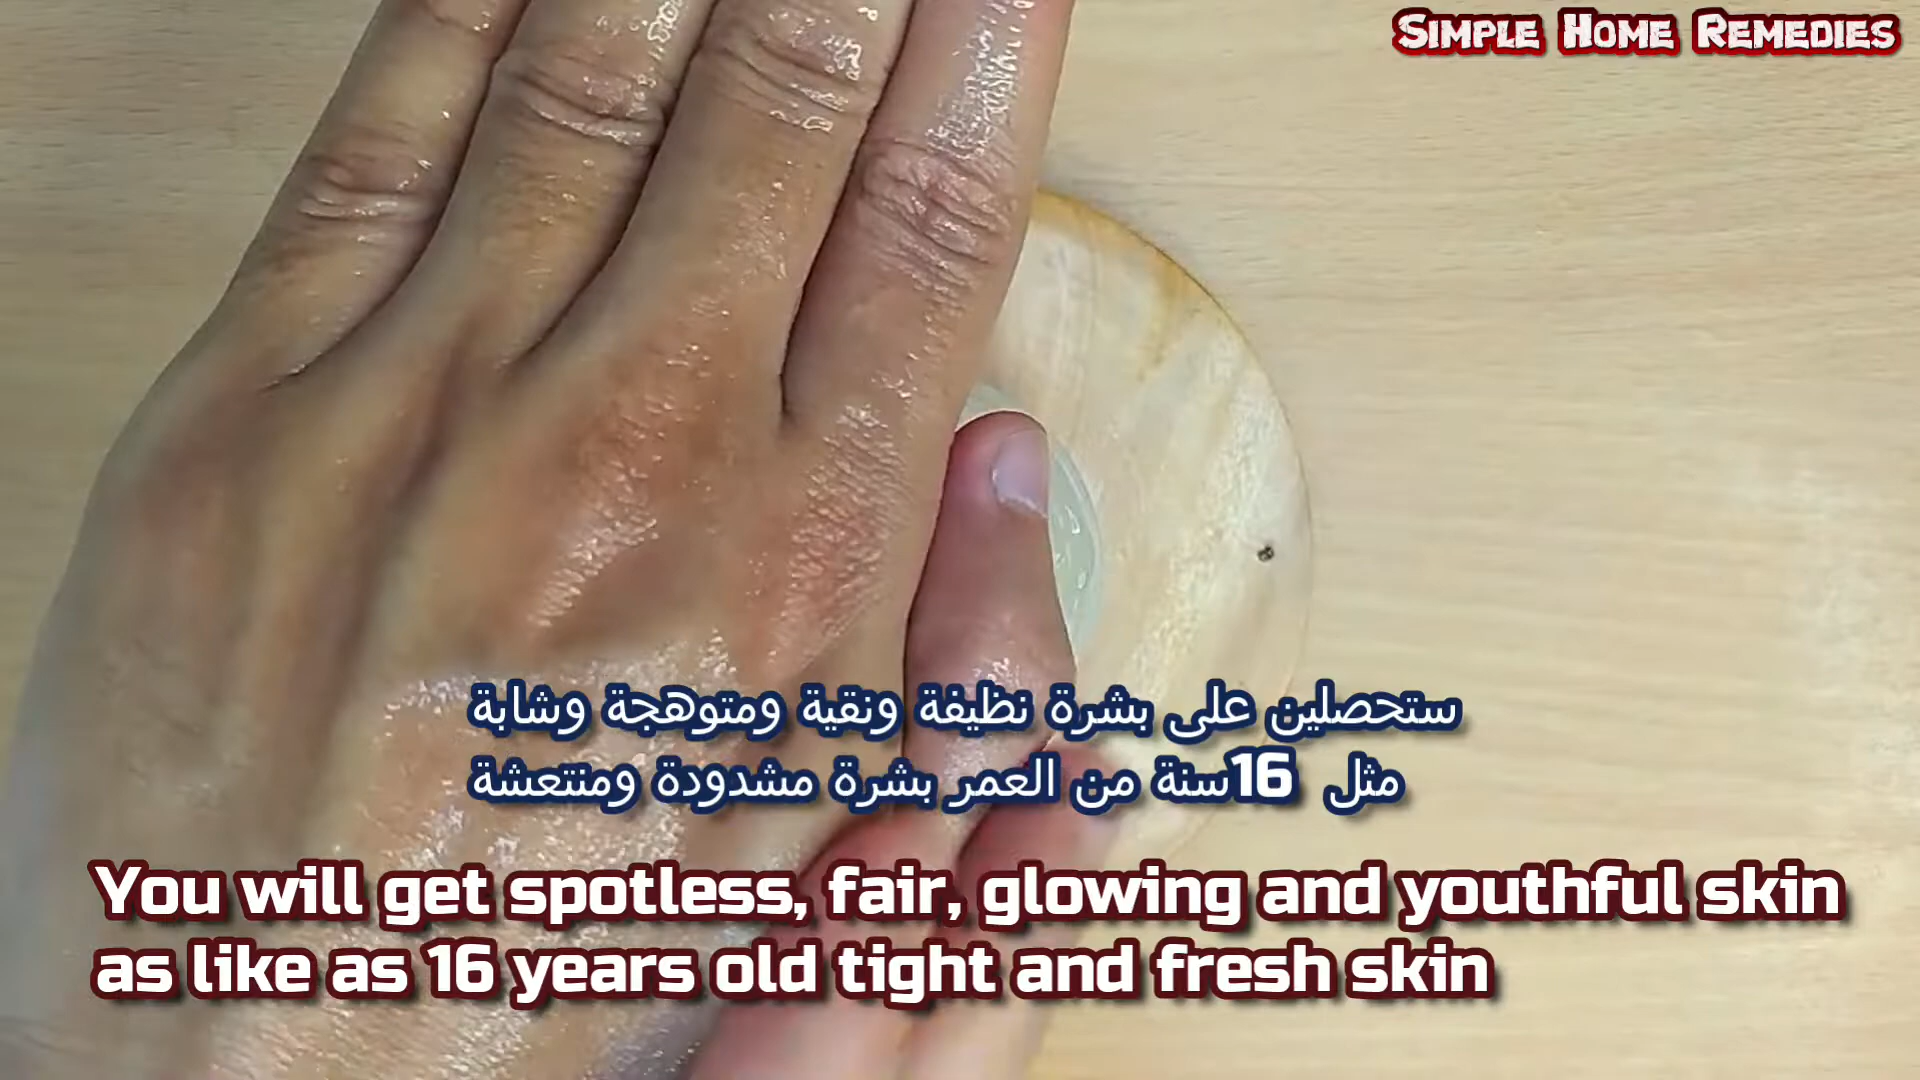 Simple Home Remedies
ستحصلين على بشرة نظيفة ونقية ومتوهجة وشابة
مثل 16سنة من العمر بشرة مشدودة ومنتعشة
You will get spotless, fair, glowing and youthful skin
as like as 16 years old tight and fresh skin